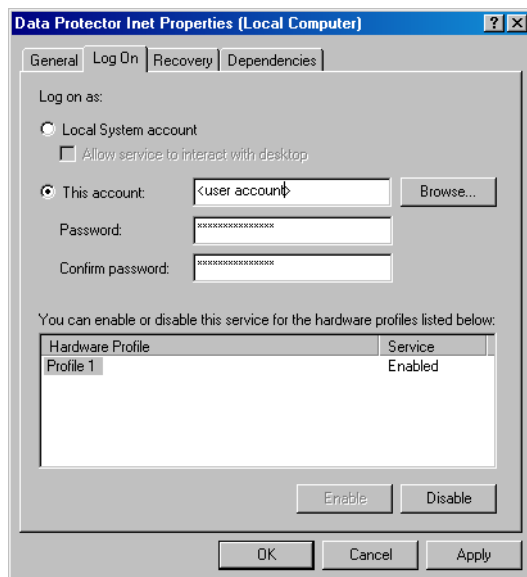 Data Protector Inet Properties (Local Computer) ? X
General Log On Recovery Dependencies
Log on as:
Local System account
Allow service to interact with desktop
This account: <user account> Browse...
Password: xxxxxxxxxxxxxxx
Confirm password: xxxxxxxxxxxxxxx
You can enable or disable this service for the hardware profiles listed below:
Hardware Profile Service
Profile 1 Enabled
Enable Disable
OK Cancel Apply